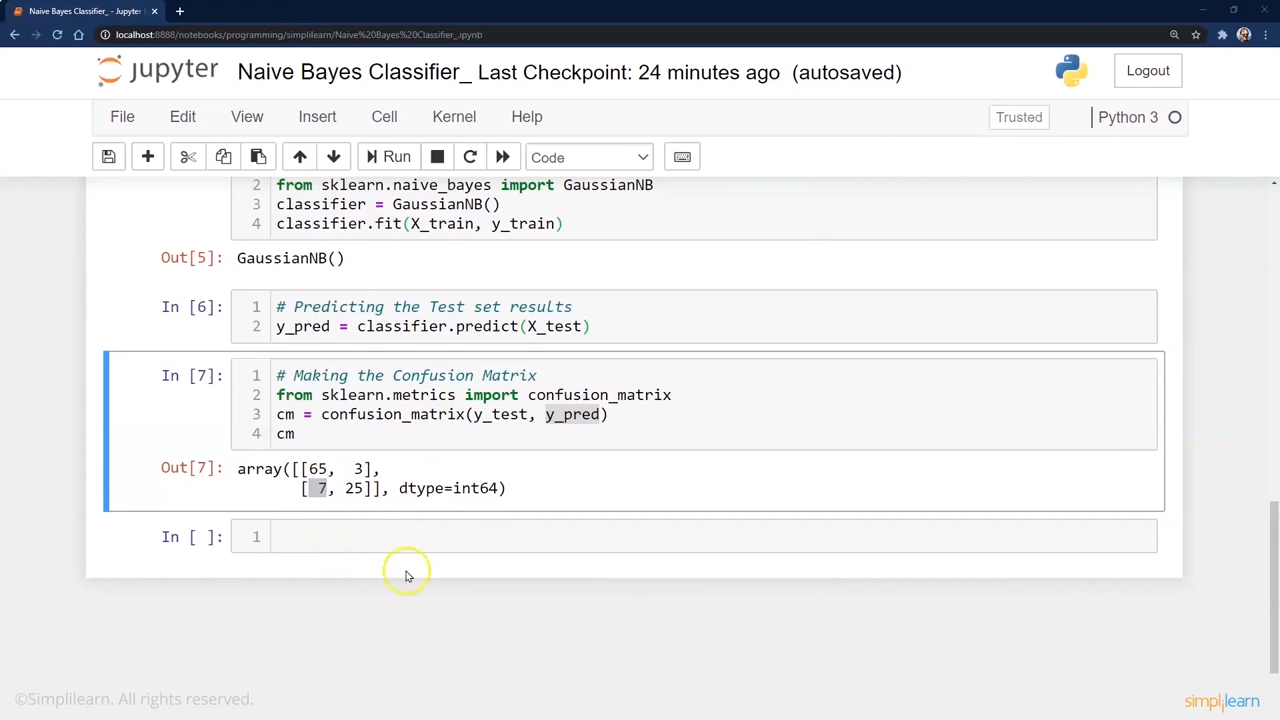 Naive Bayes Classifier_ - Jupyter
localhost:8888/notebooks/programming/simplilearn/Naive%20Bayes%20Classifier_.ipynb
jupyter Naive Bayes Classifier_ Last Checkpoint: 24 minutes ago (autosaved)
Logout
File Edit View Insert Cell Kernel Help
Trusted
Python 3
Run
Code
2 from sklearn.naive_bayes import GaussianNB
3 classifier = GaussianNB()
4 classifier.fit(X_train, y_train)
Out[5]: GaussianNB()
In [6]: 1 # Predicting the Test set results
2 y_pred = classifier.predict(X_test)
In [7]: 1 # Making the Confusion Matrix
2 from sklearn.metrics import confusion_matrix
3 cm = confusion_matrix(y_test, y_pred)
4 cm
Out[7]: array([[65, 3],
[ 7, 25]], dtype=int64)
In [ ]: 1
©Simplilearn. All rights reserved.
simplilearn